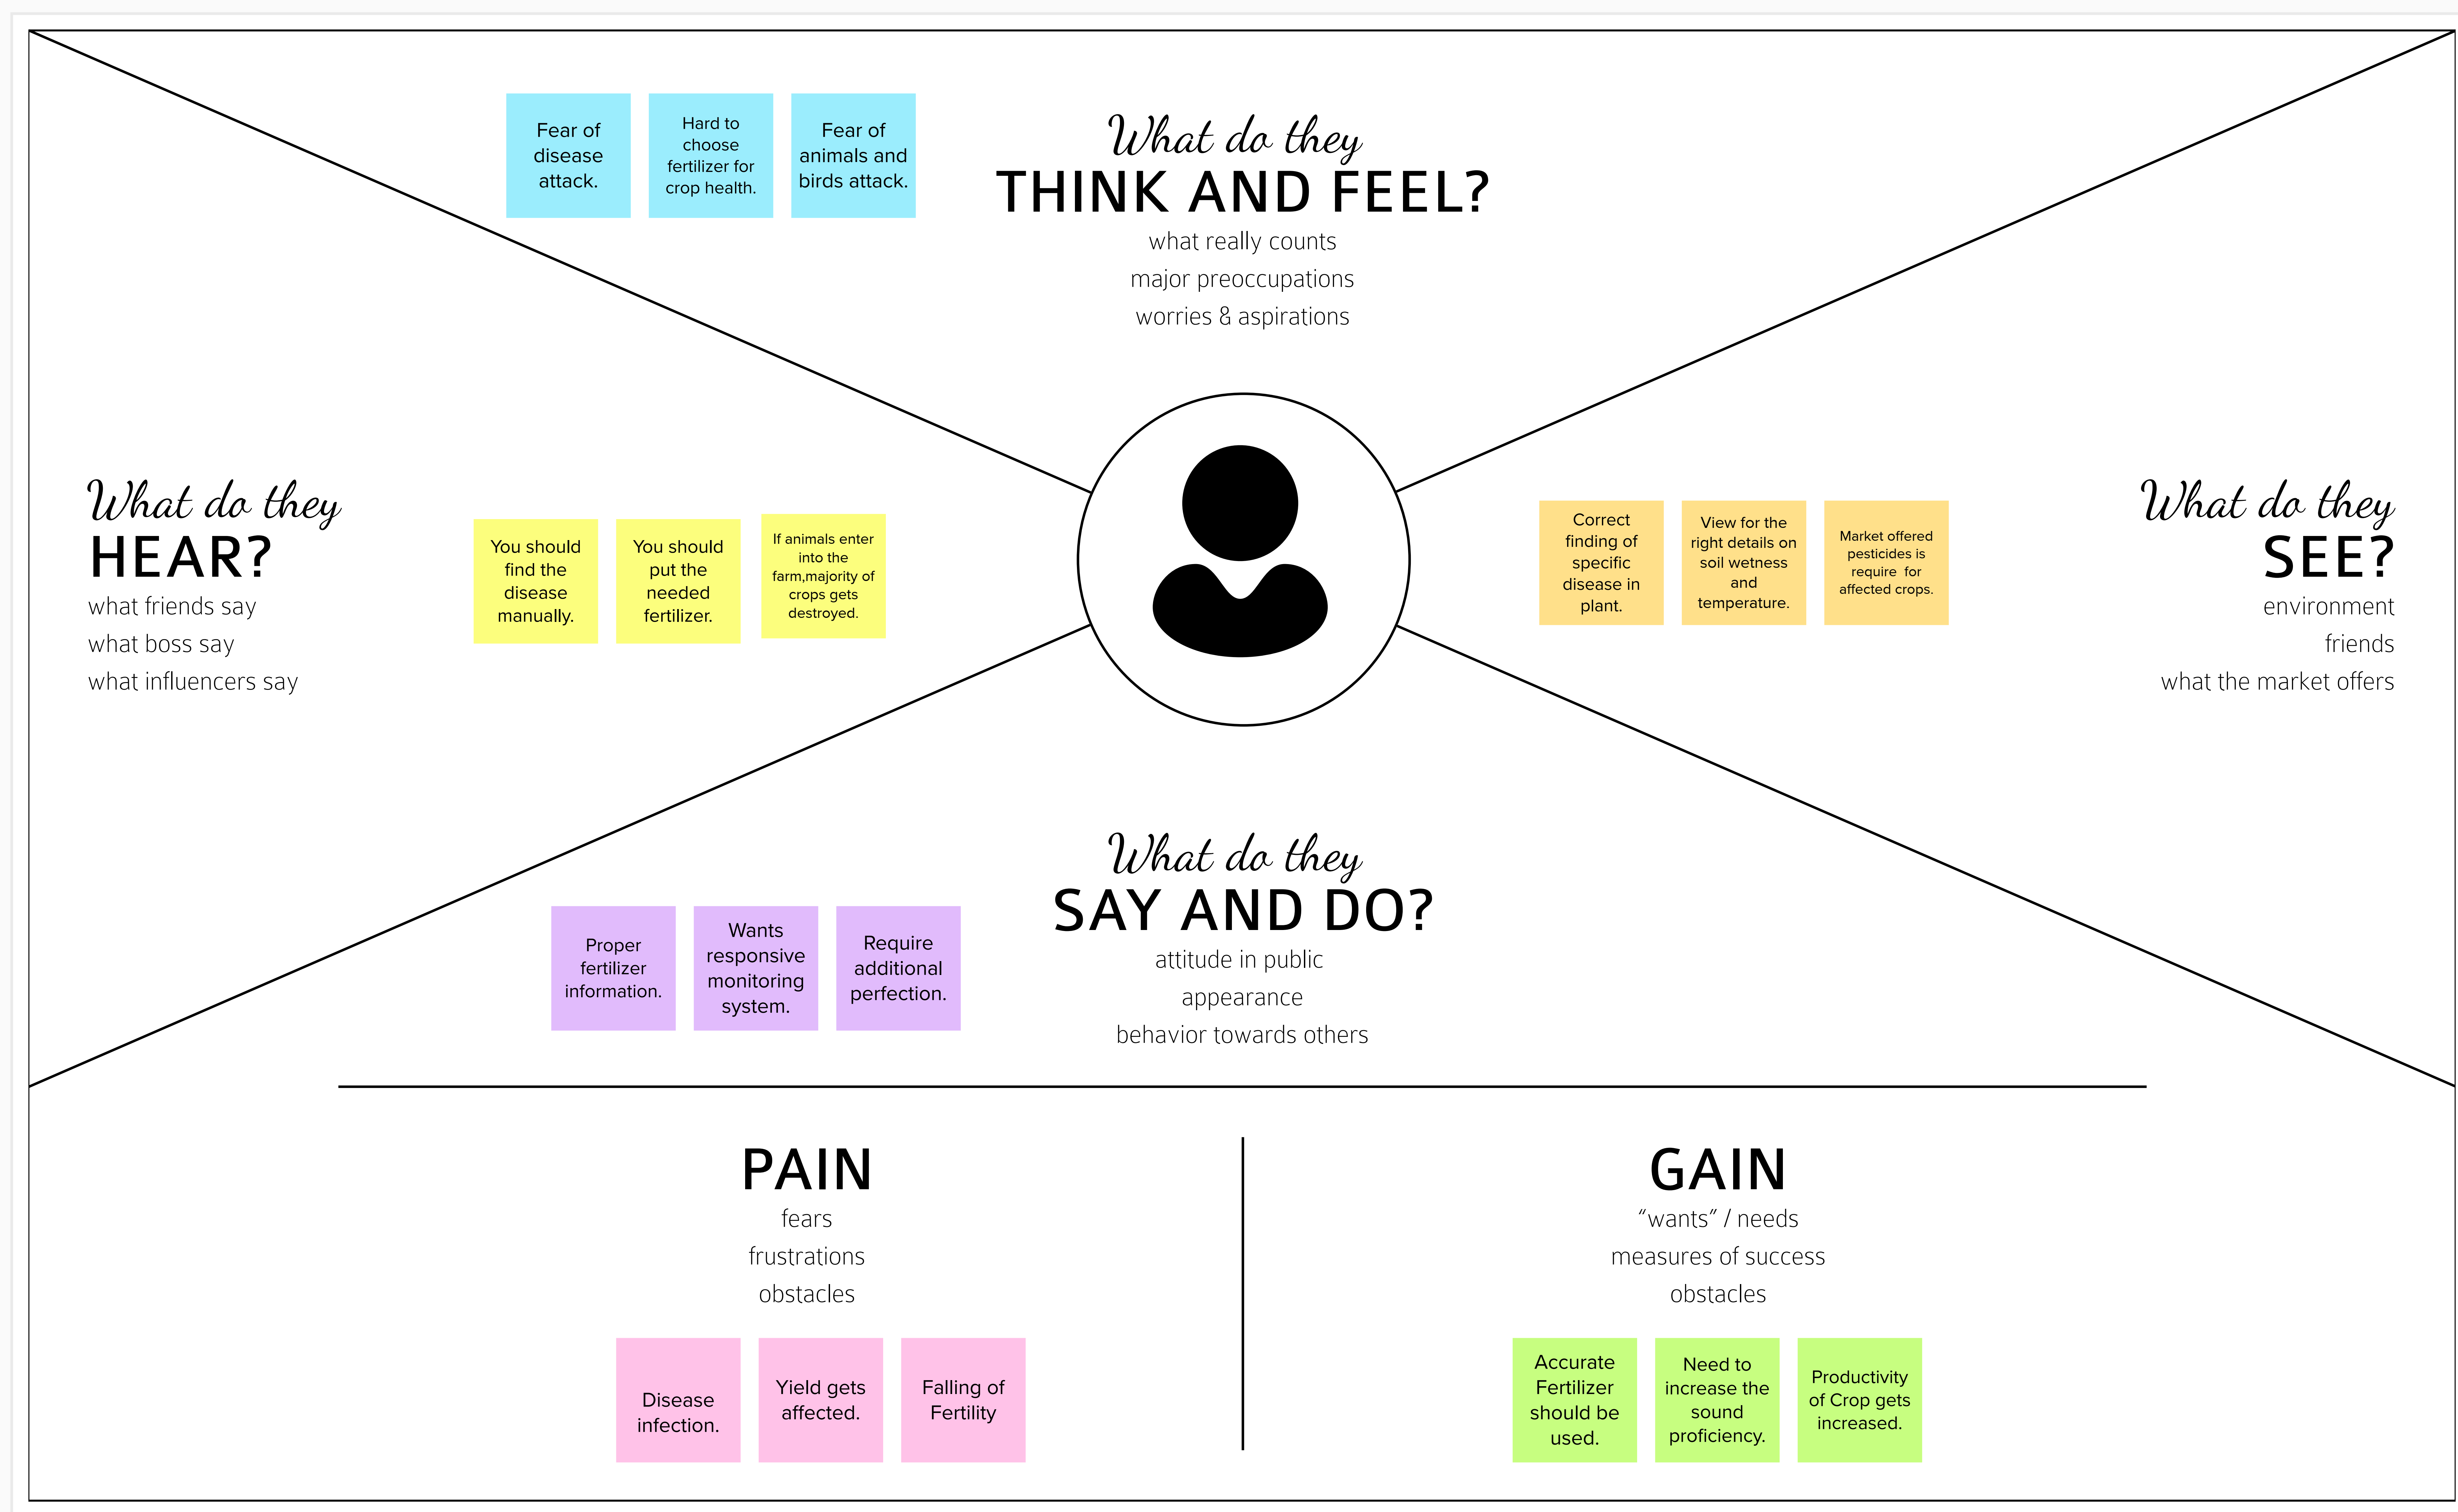 Fear of
disease
attack.
Hard to
choose
fertilizer for
crop health.
Fear of
animals and
birds attack.
What do they
THINK AND FEEL?
what really counts
major preoccupations
worries & aspirations
What do they
HEAR?
what friends say
what boss say
what influencers say
You should
find the
disease
manually.
You should
put the
needed
fertilizer.
If animals enter
into the
farm,majority of
crops gets
destroyed.
Correct
finding of
specific
disease in
plant.
View for the
right details on
soil wetness
and
temperature.
Market offered
pesticides is
require for
affected crops.
What do they
SEE?
environment
friends
what the market offers
What do they
SAY AND DO?
attitude in public
appearance
behavior towards others
Proper
fertilizer
information.
Wants
responsive
monitoring
system.
Require
additional
perfection.
PAIN
fears
frustrations
obstacles
Disease
infection.
Yield gets
affected.
Falling of
Fertility
GAIN
“wants” / needs
measures of success
obstacles
Accurate
Fertilizer
should be
used.
Need to
increase the
sound
proficiency.
Productivity
of Crop gets
increased.